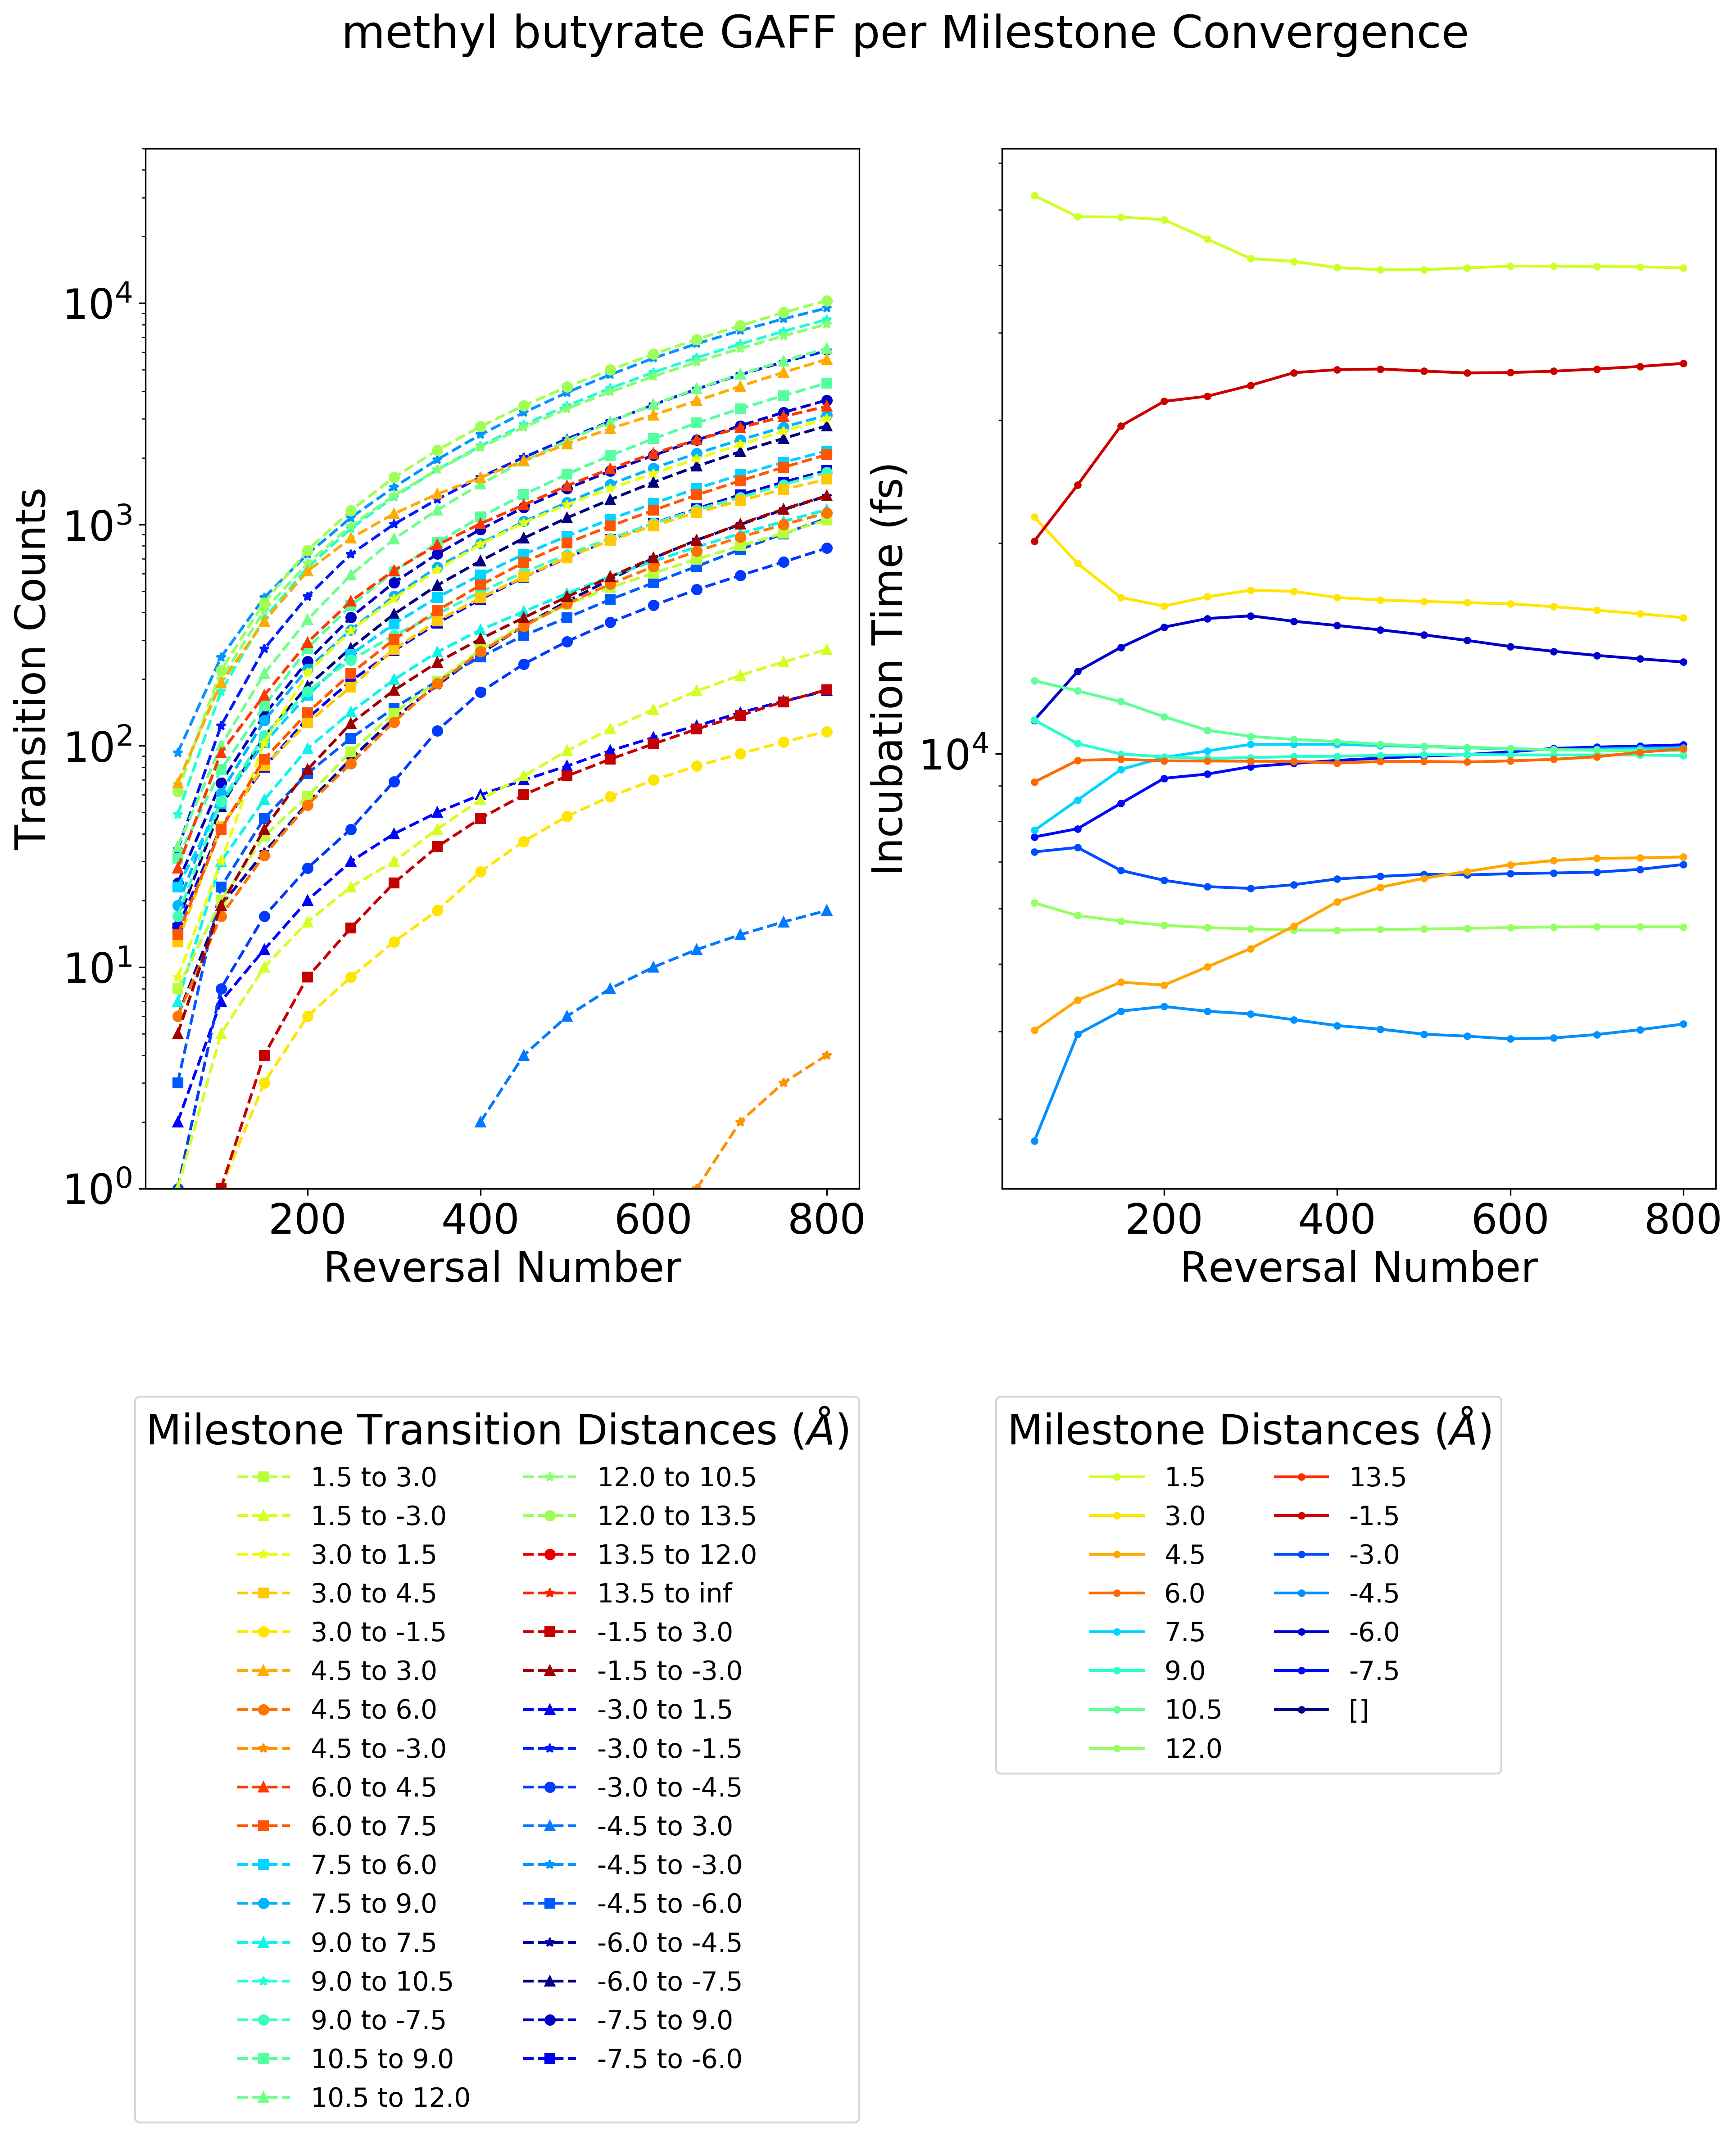 methyl butyrate GAFF per Milestone Convergence
Transition Counts
10^4
10^3
10^2
10^1
10^0
200 400 600 800
Reversal Number
Incubation Time (fs)
10^4
200 400 600 800
Reversal Number
Milestone Transition Distances (Å)
1.5 to 3.0
1.5 to -3.0
3.0 to 1.5
3.0 to 4.5
3.0 to -1.5
4.5 to 3.0
4.5 to 6.0
4.5 to -3.0
6.0 to 4.5
6.0 to 7.5
7.5 to 6.0
7.5 to 9.0
9.0 to 7.5
9.0 to 10.5
9.0 to -7.5
10.5 to 9.0
10.5 to 12.0
12.0 to 10.5
12.0 to 13.5
13.5 to 12.0
13.5 to inf
-1.5 to 3.0
-1.5 to -3.0
-3.0 to 1.5
-3.0 to -1.5
-3.0 to -4.5
-4.5 to 3.0
-4.5 to -3.0
-4.5 to -6.0
-6.0 to -4.5
-6.0 to -7.5
-7.5 to 9.0
-7.5 to -6.0
Milestone Distances (Å)
1.5
3.0
4.5
6.0
7.5
9.0
10.5
12.0
13.5
-1.5
-3.0
-4.5
-6.0
-7.5
[]